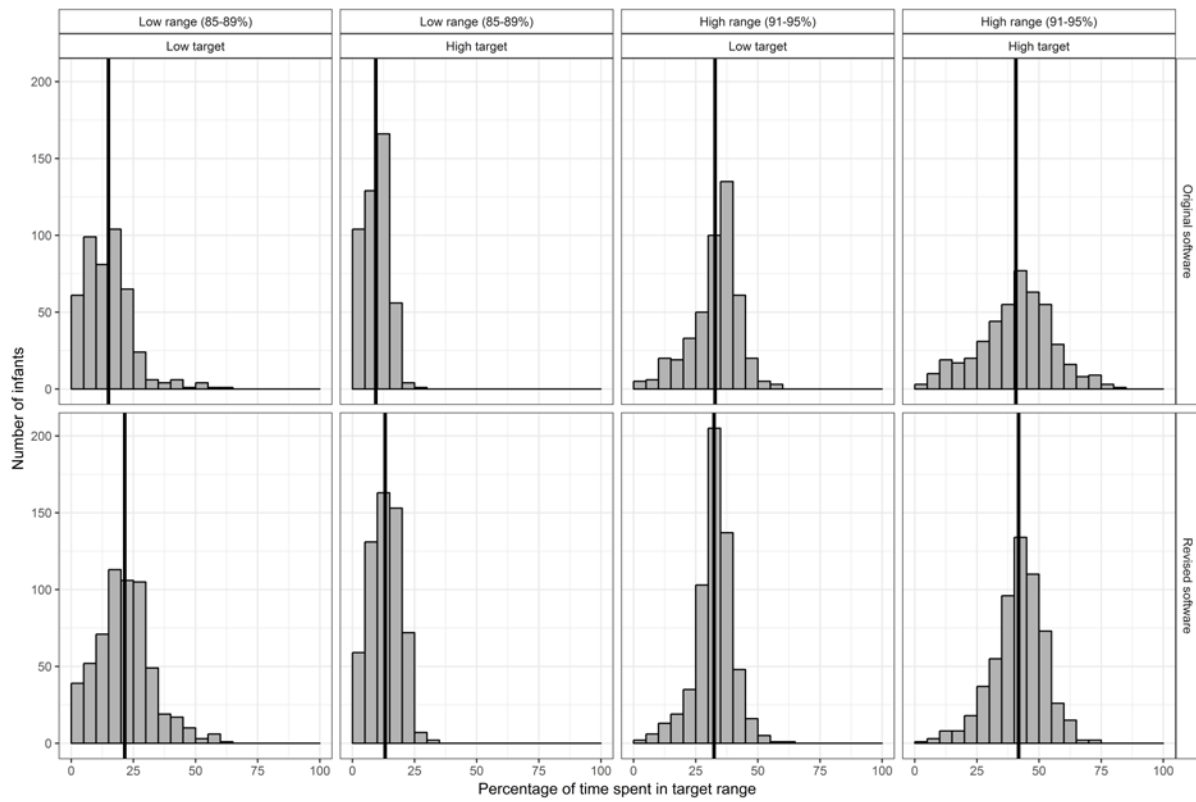 Low range (85-89%) Low range (85-89%) High range (91-95%) High range (91-95%)
Low target High target Low target High target
200
150
100
50
0
Original software
200
150
100
50
0
Revised software
Number of infants
0 25 50 75 100 0 25 50 75 100 0 25 50 75 100 0 25 50 75 100
Percentage of time spent in target range